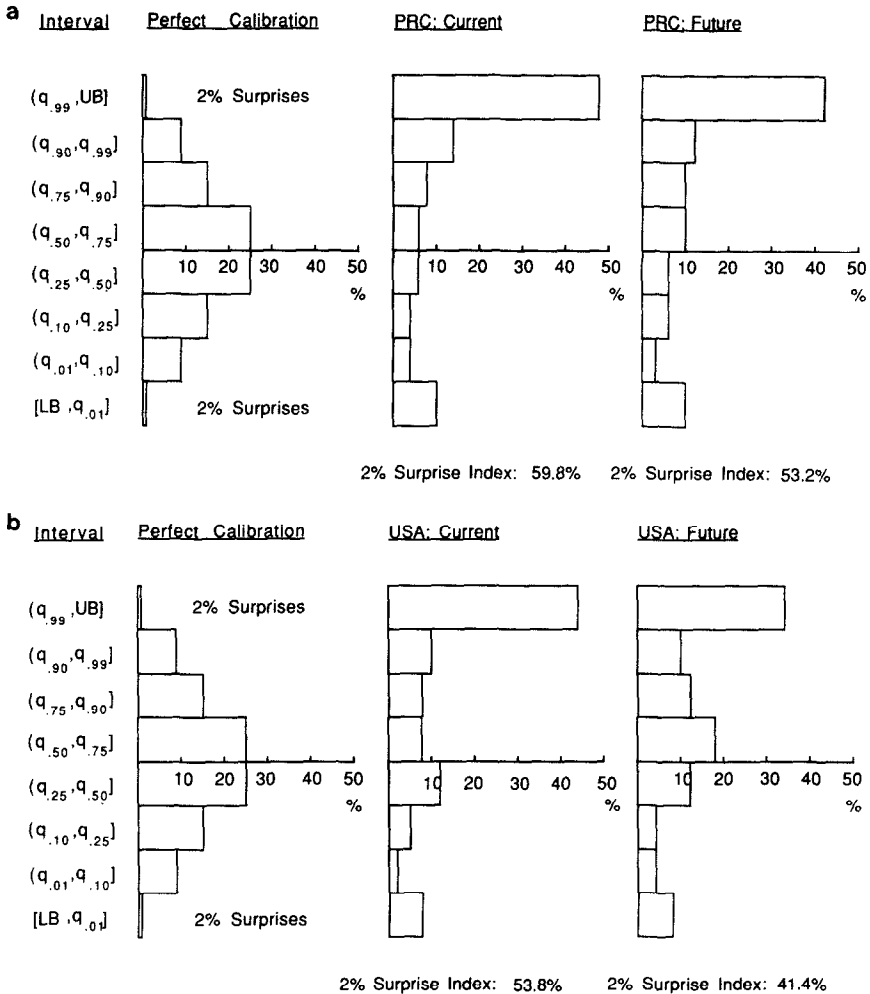 a Interval Perfect Calibration PRC: Current PRC: Future
(q.99,UB] 2% Surprises
(q.90,q.99]
(q.75,q.90]
(q.50,q.75]
10 20 30 40 50 10 20 30 40 50 10 20 30 40 50
(q.25,q.50]
% % %
(q.10,q.25]
(q.01,q.10]
[LB,q.01] 2% Surprises
2% Surprise Index: 59.8% 2% Surprise Index: 53.2%
b Interval Perfect Calibration USA: Current USA: Future
(q.99,UB] 2% Surprises
(q.90,q.99]
(q.75,q.90]
(q.50,q.75]
10 20 30 40 50 10 20 30 40 50 10 20 30 40 50
(q.25,q.50]
% % %
(q.10,q.25]
(q.01,q.10]
[LB,q.01] 2% Surprises
2% Surprise Index: 53.8% 2% Surprise Index: 41.4%